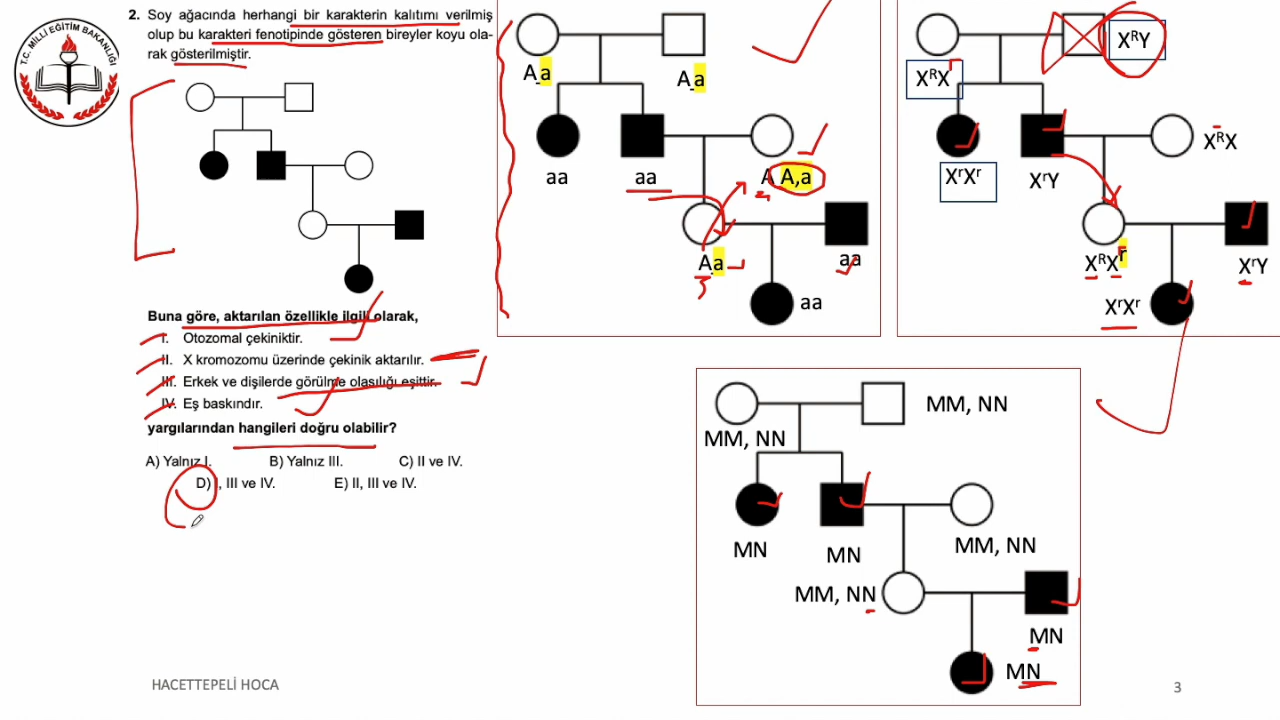 T.C. MİLLİ EĞİTİM BAKANLIĞI
2. Soy ağacında herhangi bir karakterin kalıtımı verilmiş
olup bu karakteri fenotipinde gösteren bireyler koyu ola-
rak gösterilmiştir.
Buna göre, aktarılan özellikle ilgili olarak,
I. Otozomal çekiniktir.
II. X kromozomu üzerinde çekinik aktarılır.
III. Erkek ve dişilerde görülme olasılığı eşittir.
IV. Eş baskındır.
yargılarından hangileri doğru olabilir?
A) Yalnız I. B) Yalnız III. C) II ve IV.
D) I, III ve IV. E) II, III ve IV.
Aa Aa
aa aa A A,a
Aa aa
aa
XᴿY
XᴿXʳ
XᴿX
XʳXʳ XʳY
XᴿXʳ XʳY
XʳXʳ
MM, NN
MM, NN
MN MN MM, NN
MM, NN
MN
MN
HACETTEPELİ HOCA
3